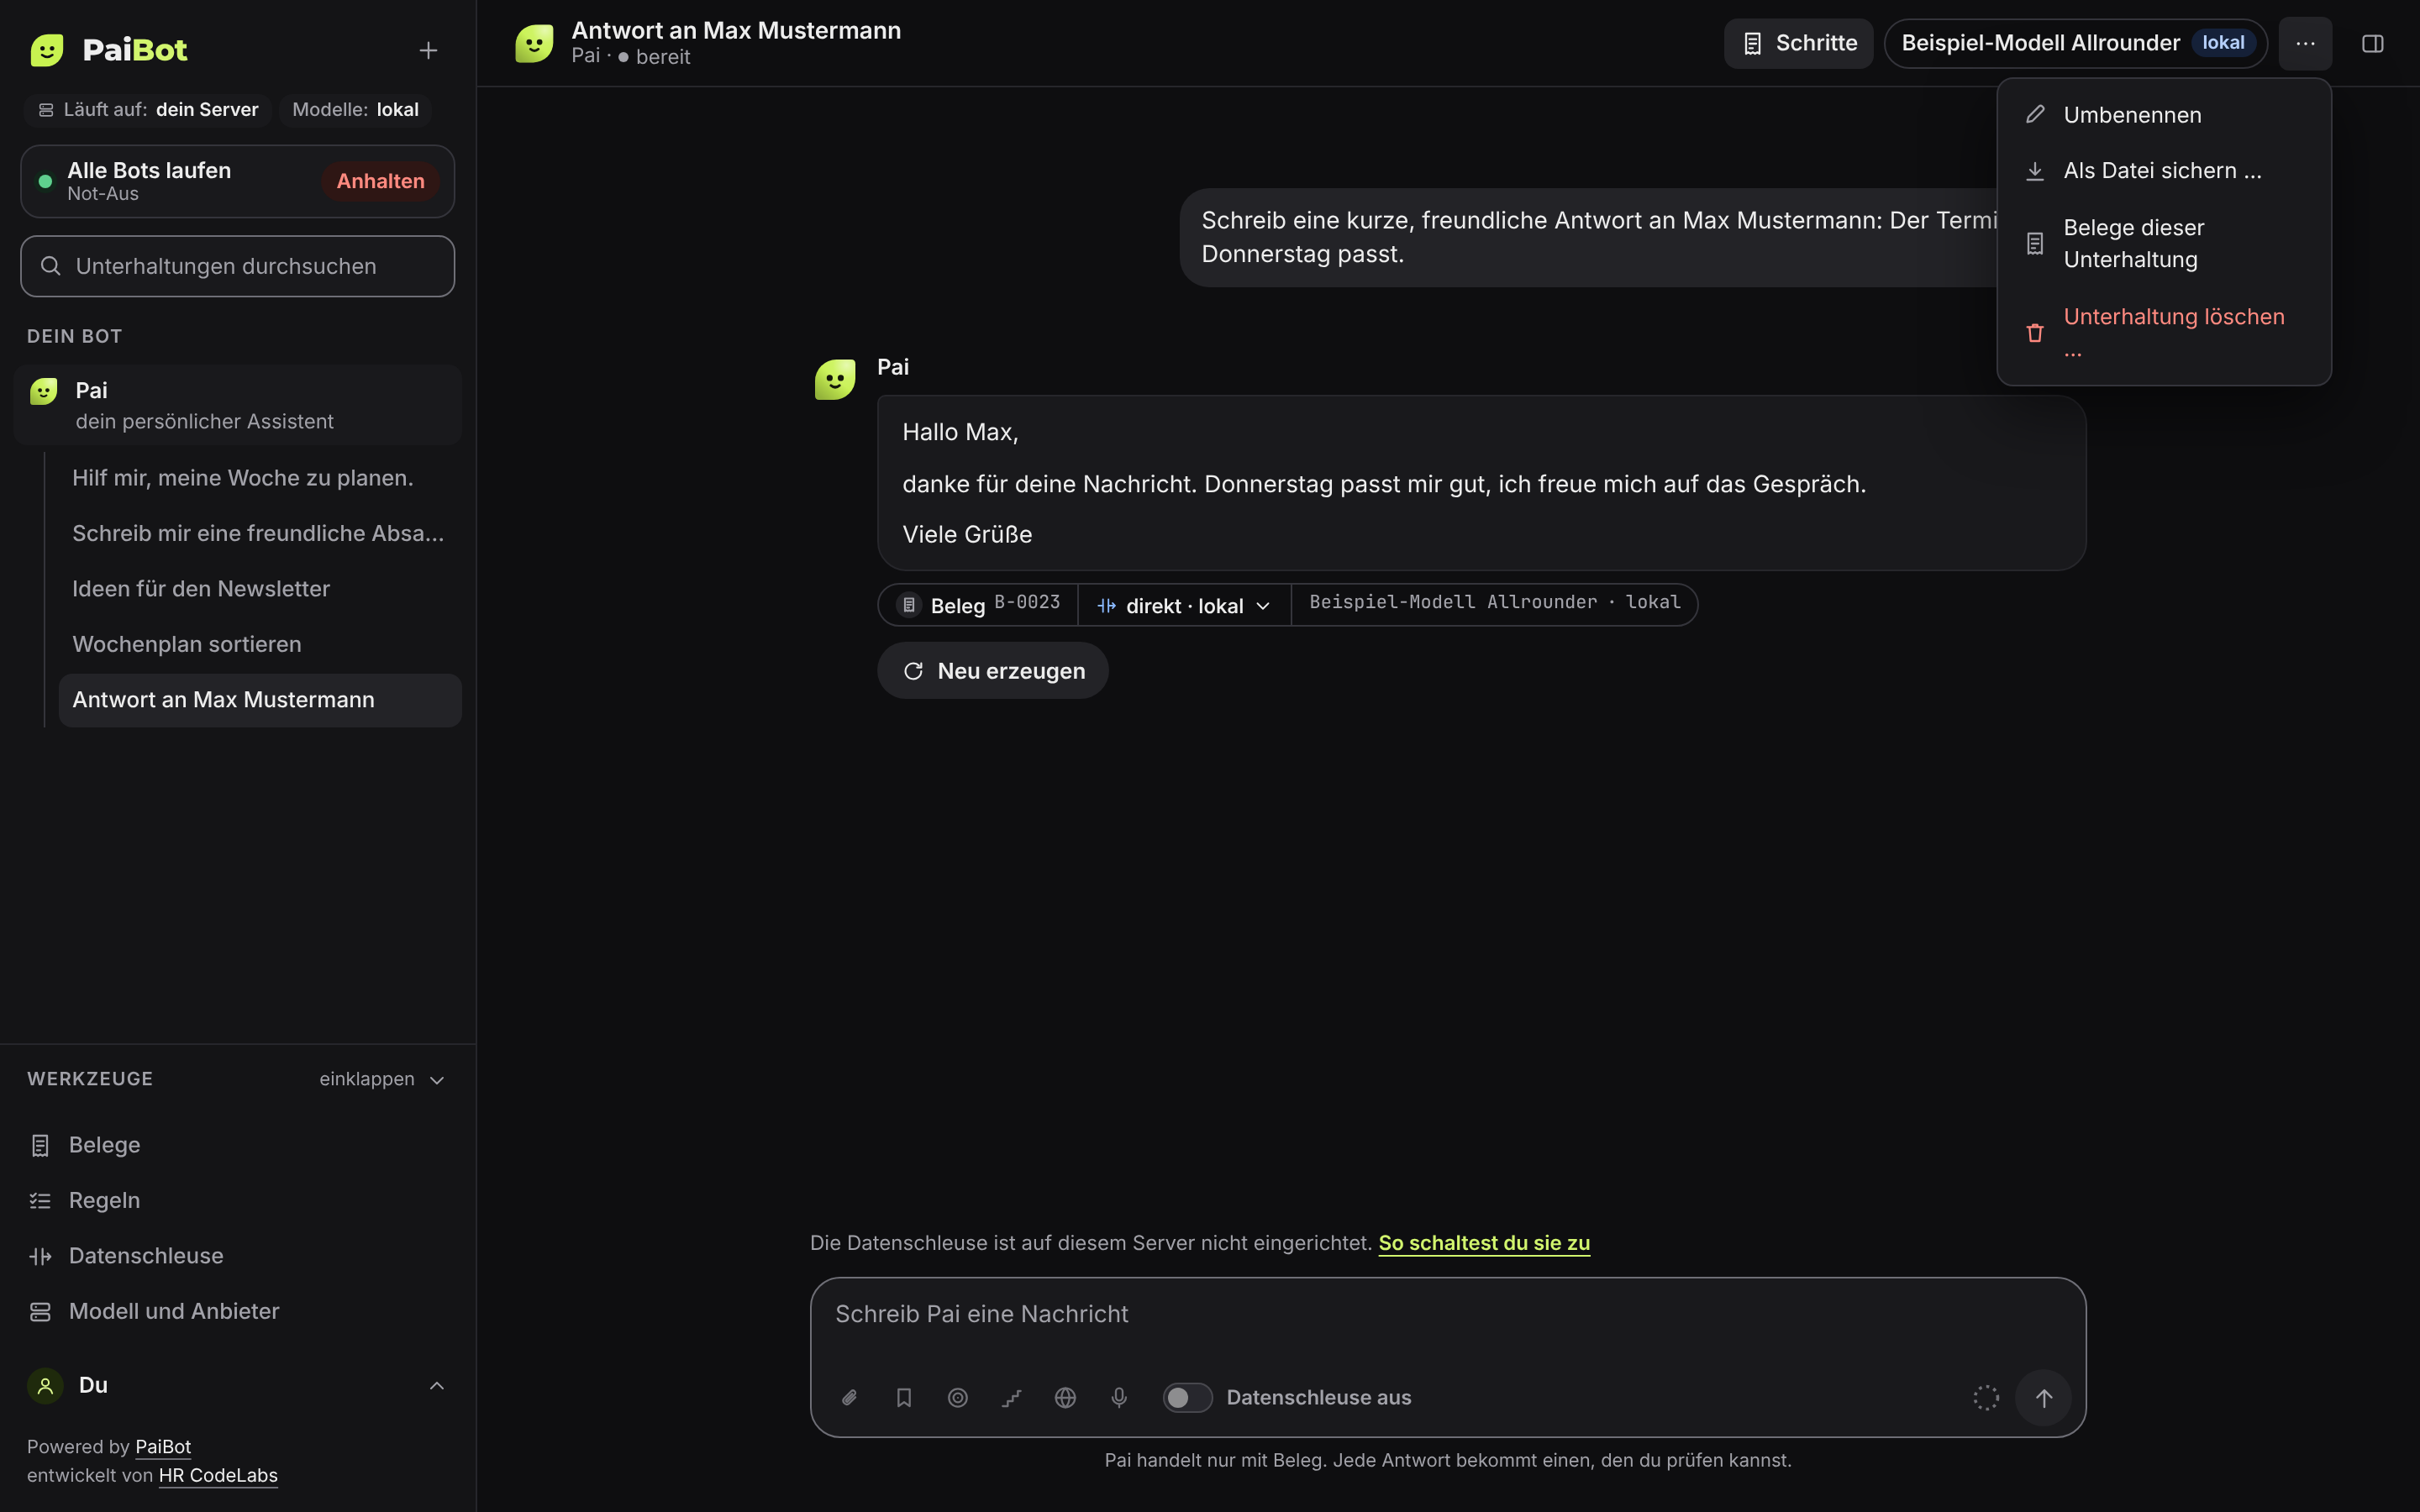 PaiBot
Läuft auf: dein Server
Modelle: lokal
Alle Bots laufen
Not-Aus
Anhalten
Unterhaltungen durchsuchen
DEIN BOT
Pai
dein persönlicher Assistent
Hilf mir, meine Woche zu planen.
Schreib mir eine freundliche Absa...
Ideen für den Newsletter
Wochenplan sortieren
Antwort an Max Mustermann
WERKZEUGE
einklappen
Belege
Regeln
Datenschleuse
Modell und Anbieter
Du
Powered by PaiBot
entwickelt von HR CodeLabs
Antwort an Max Mustermann
Pai · bereit
Schritte
Beispiel-Modell Allrounder lokal
Umbenennen
Als Datei sichern ...
Belege dieser
Unterhaltung
Unterhaltung löschen
...
Schreib eine kurze, freundliche Antwort an Max Mustermann: Der Termi
Donnerstag passt.
Pai
Hallo Max,
danke für deine Nachricht. Donnerstag passt mir gut, ich freue mich auf das Gespräch.
Viele Grüße
Beleg B-0023
direkt · lokal
Beispiel-Modell Allrounder · lokal
Neu erzeugen
Die Datenschleuse ist auf diesem Server nicht eingerichtet. So schaltest du sie zu
Schreib Pai eine Nachricht
Datenschleuse aus
Pai handelt nur mit Beleg. Jede Antwort bekommt einen, den du prüfen kannst.